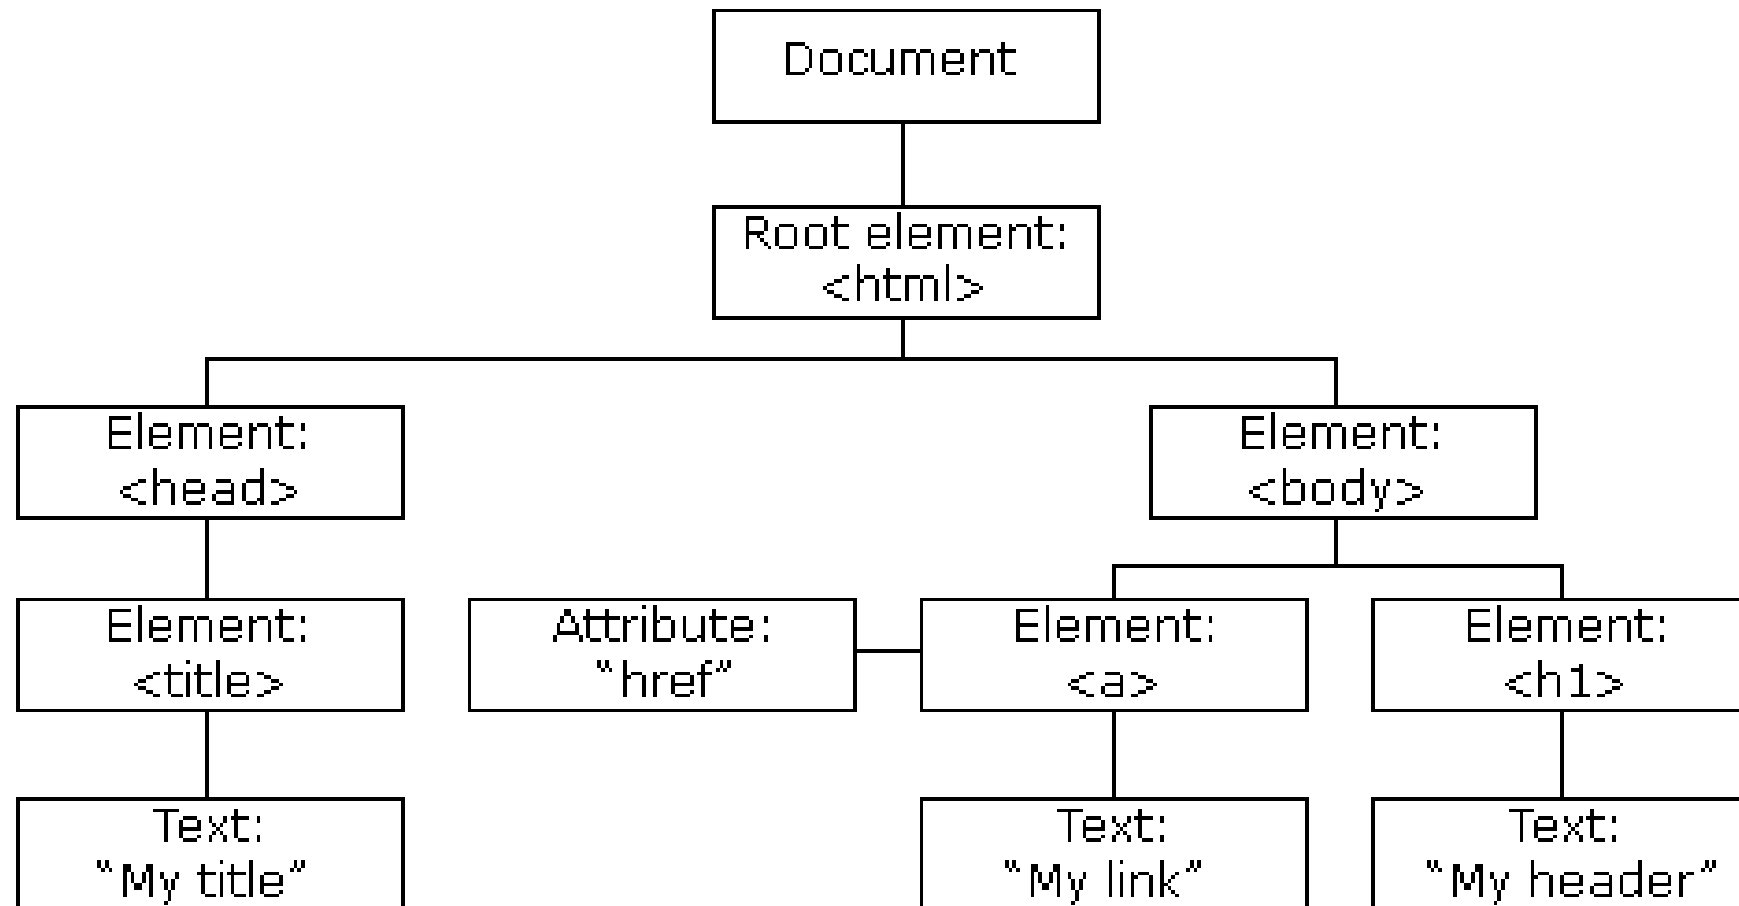 Document
Root element:
<html>
Element:
<head>
Element:
<body>
Element:
<title>
Attribute:
"href"
Element:
<a>
Element:
<h1>
Text:
"My title"
Text:
"My link"
Text:
"My header"